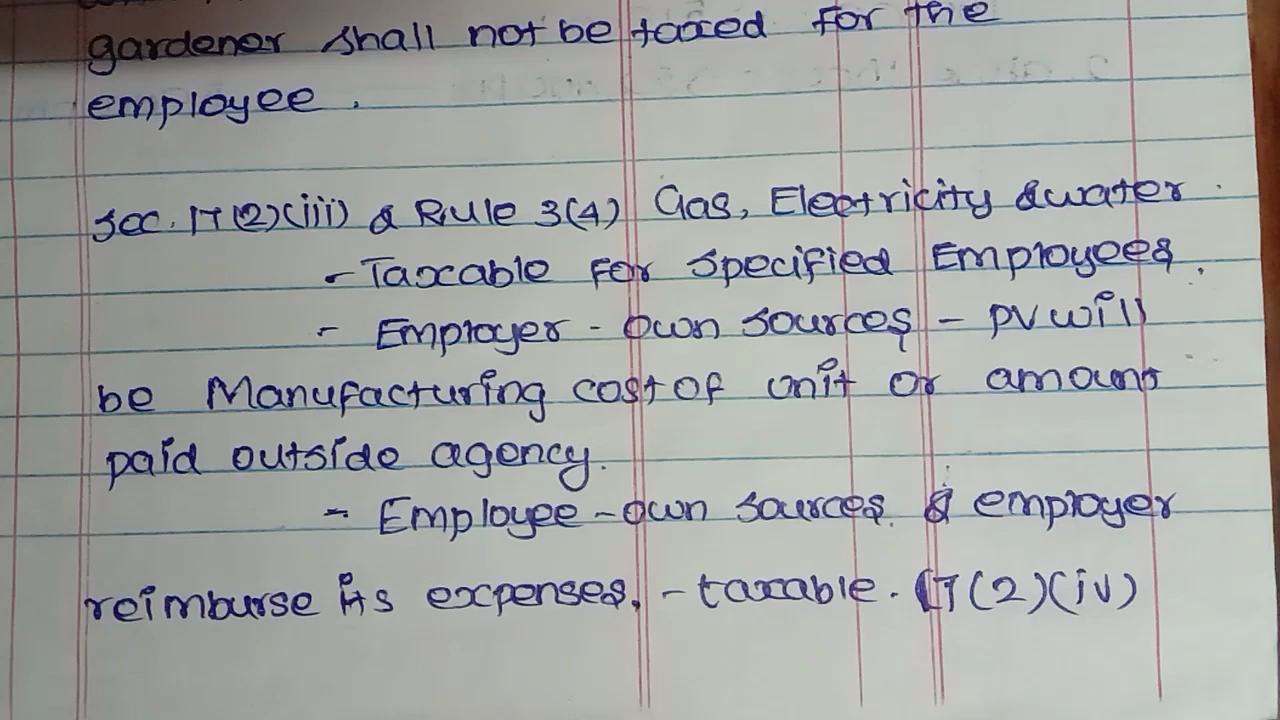 gardener shall not be taxed for the
employee.
Sec. 17(2)(iii) & Rule 3(4) Gas, Electricity & water.
- Taxable for specified Employees.
- Employer - own sources - PV will
be Manufacturing cost of unit or amount
paid outside agency.
- Employee - own sources & employer
reimburse its expenses, - taxable. 17(2)(iv)